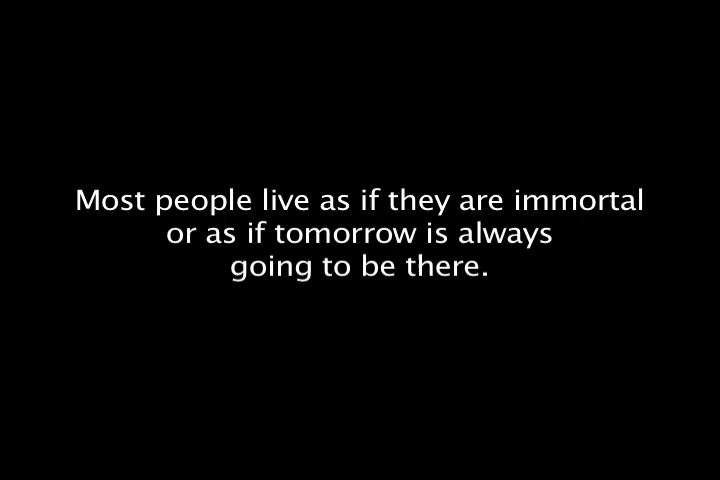 Most people live as if they are immortal
or as if tomorrow is always
going to be there.